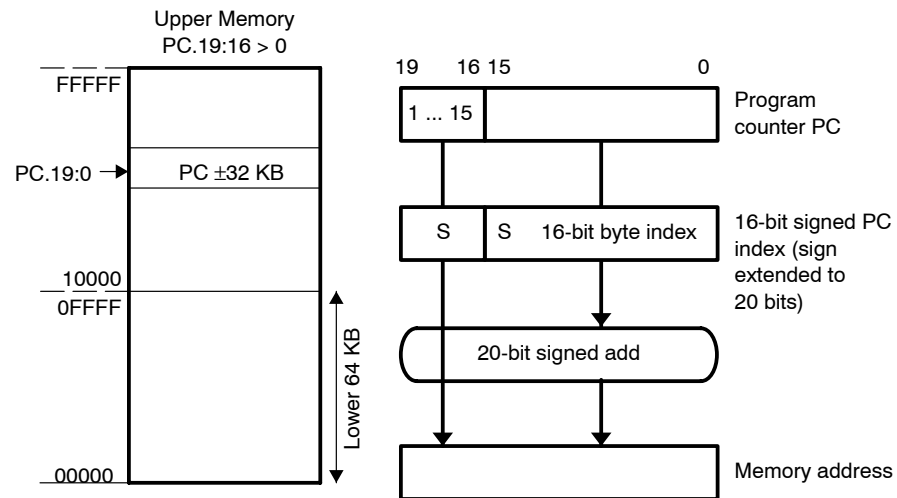 Upper Memory
PC.19:16 > 0
FFFFF
PC.19:0
PC ±32 KB
10000
0FFFF
Lower 64 KB
00000
19 16 15 0
1 ... 15
Program
counter PC
S S 16-bit byte index
16-bit signed PC
index (sign
extended to
20 bits)
20-bit signed add
Memory address